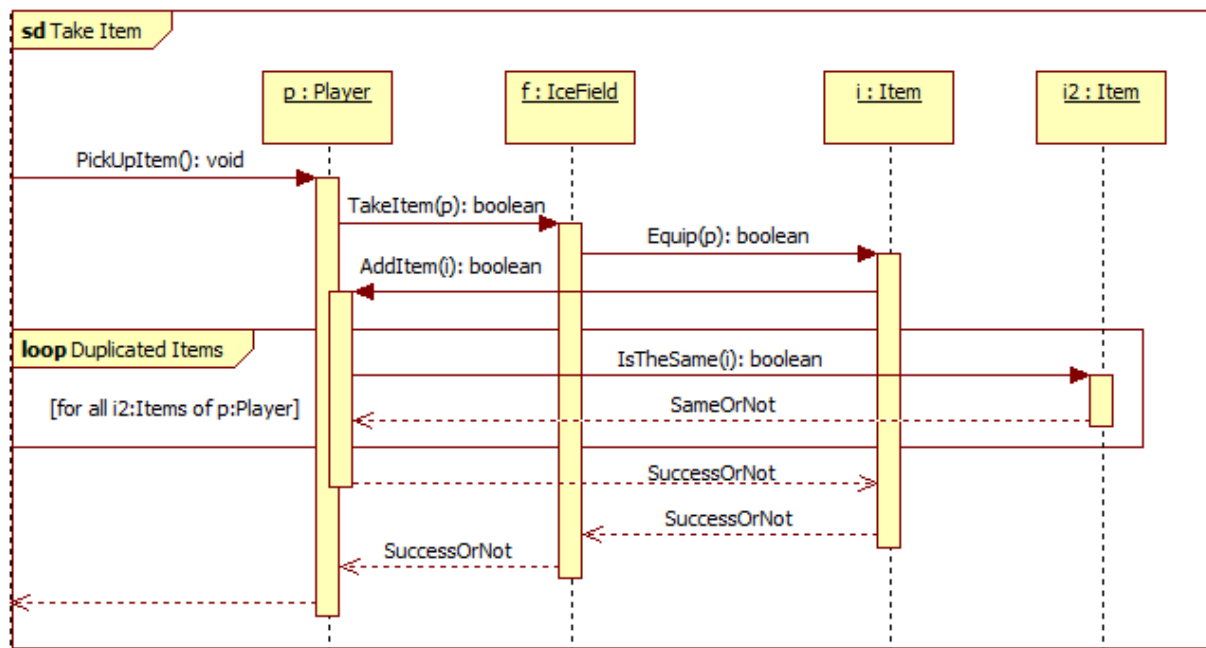 sd Take Item
p : Player
f : IceField
i : Item
i2 : Item
PickUpItem(): void
TakeItem(p): boolean
Equip(p): boolean
AddItem(i): boolean
loop Duplicated Items
IsTheSame(i): boolean
[for all i2:Items of p:Player]
SameOrNot
SuccessOrNot
SuccessOrNot
SuccessOrNot